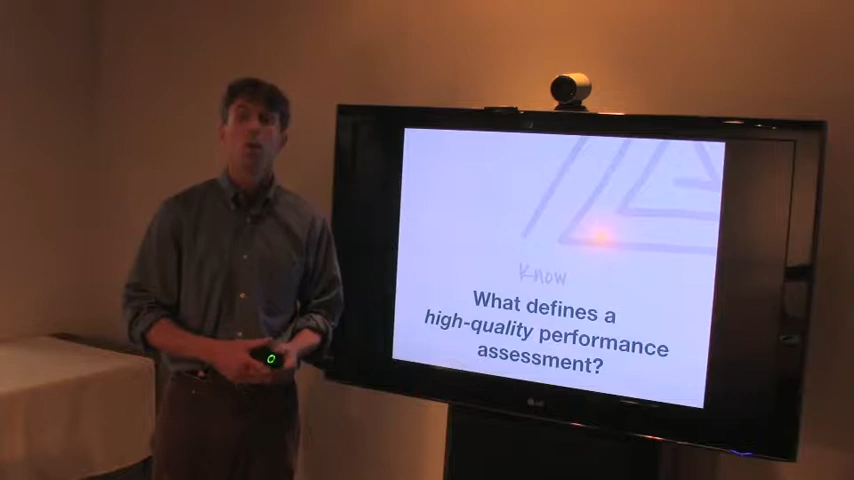 Know
What defines a
high-quality performance
assessment?
LG